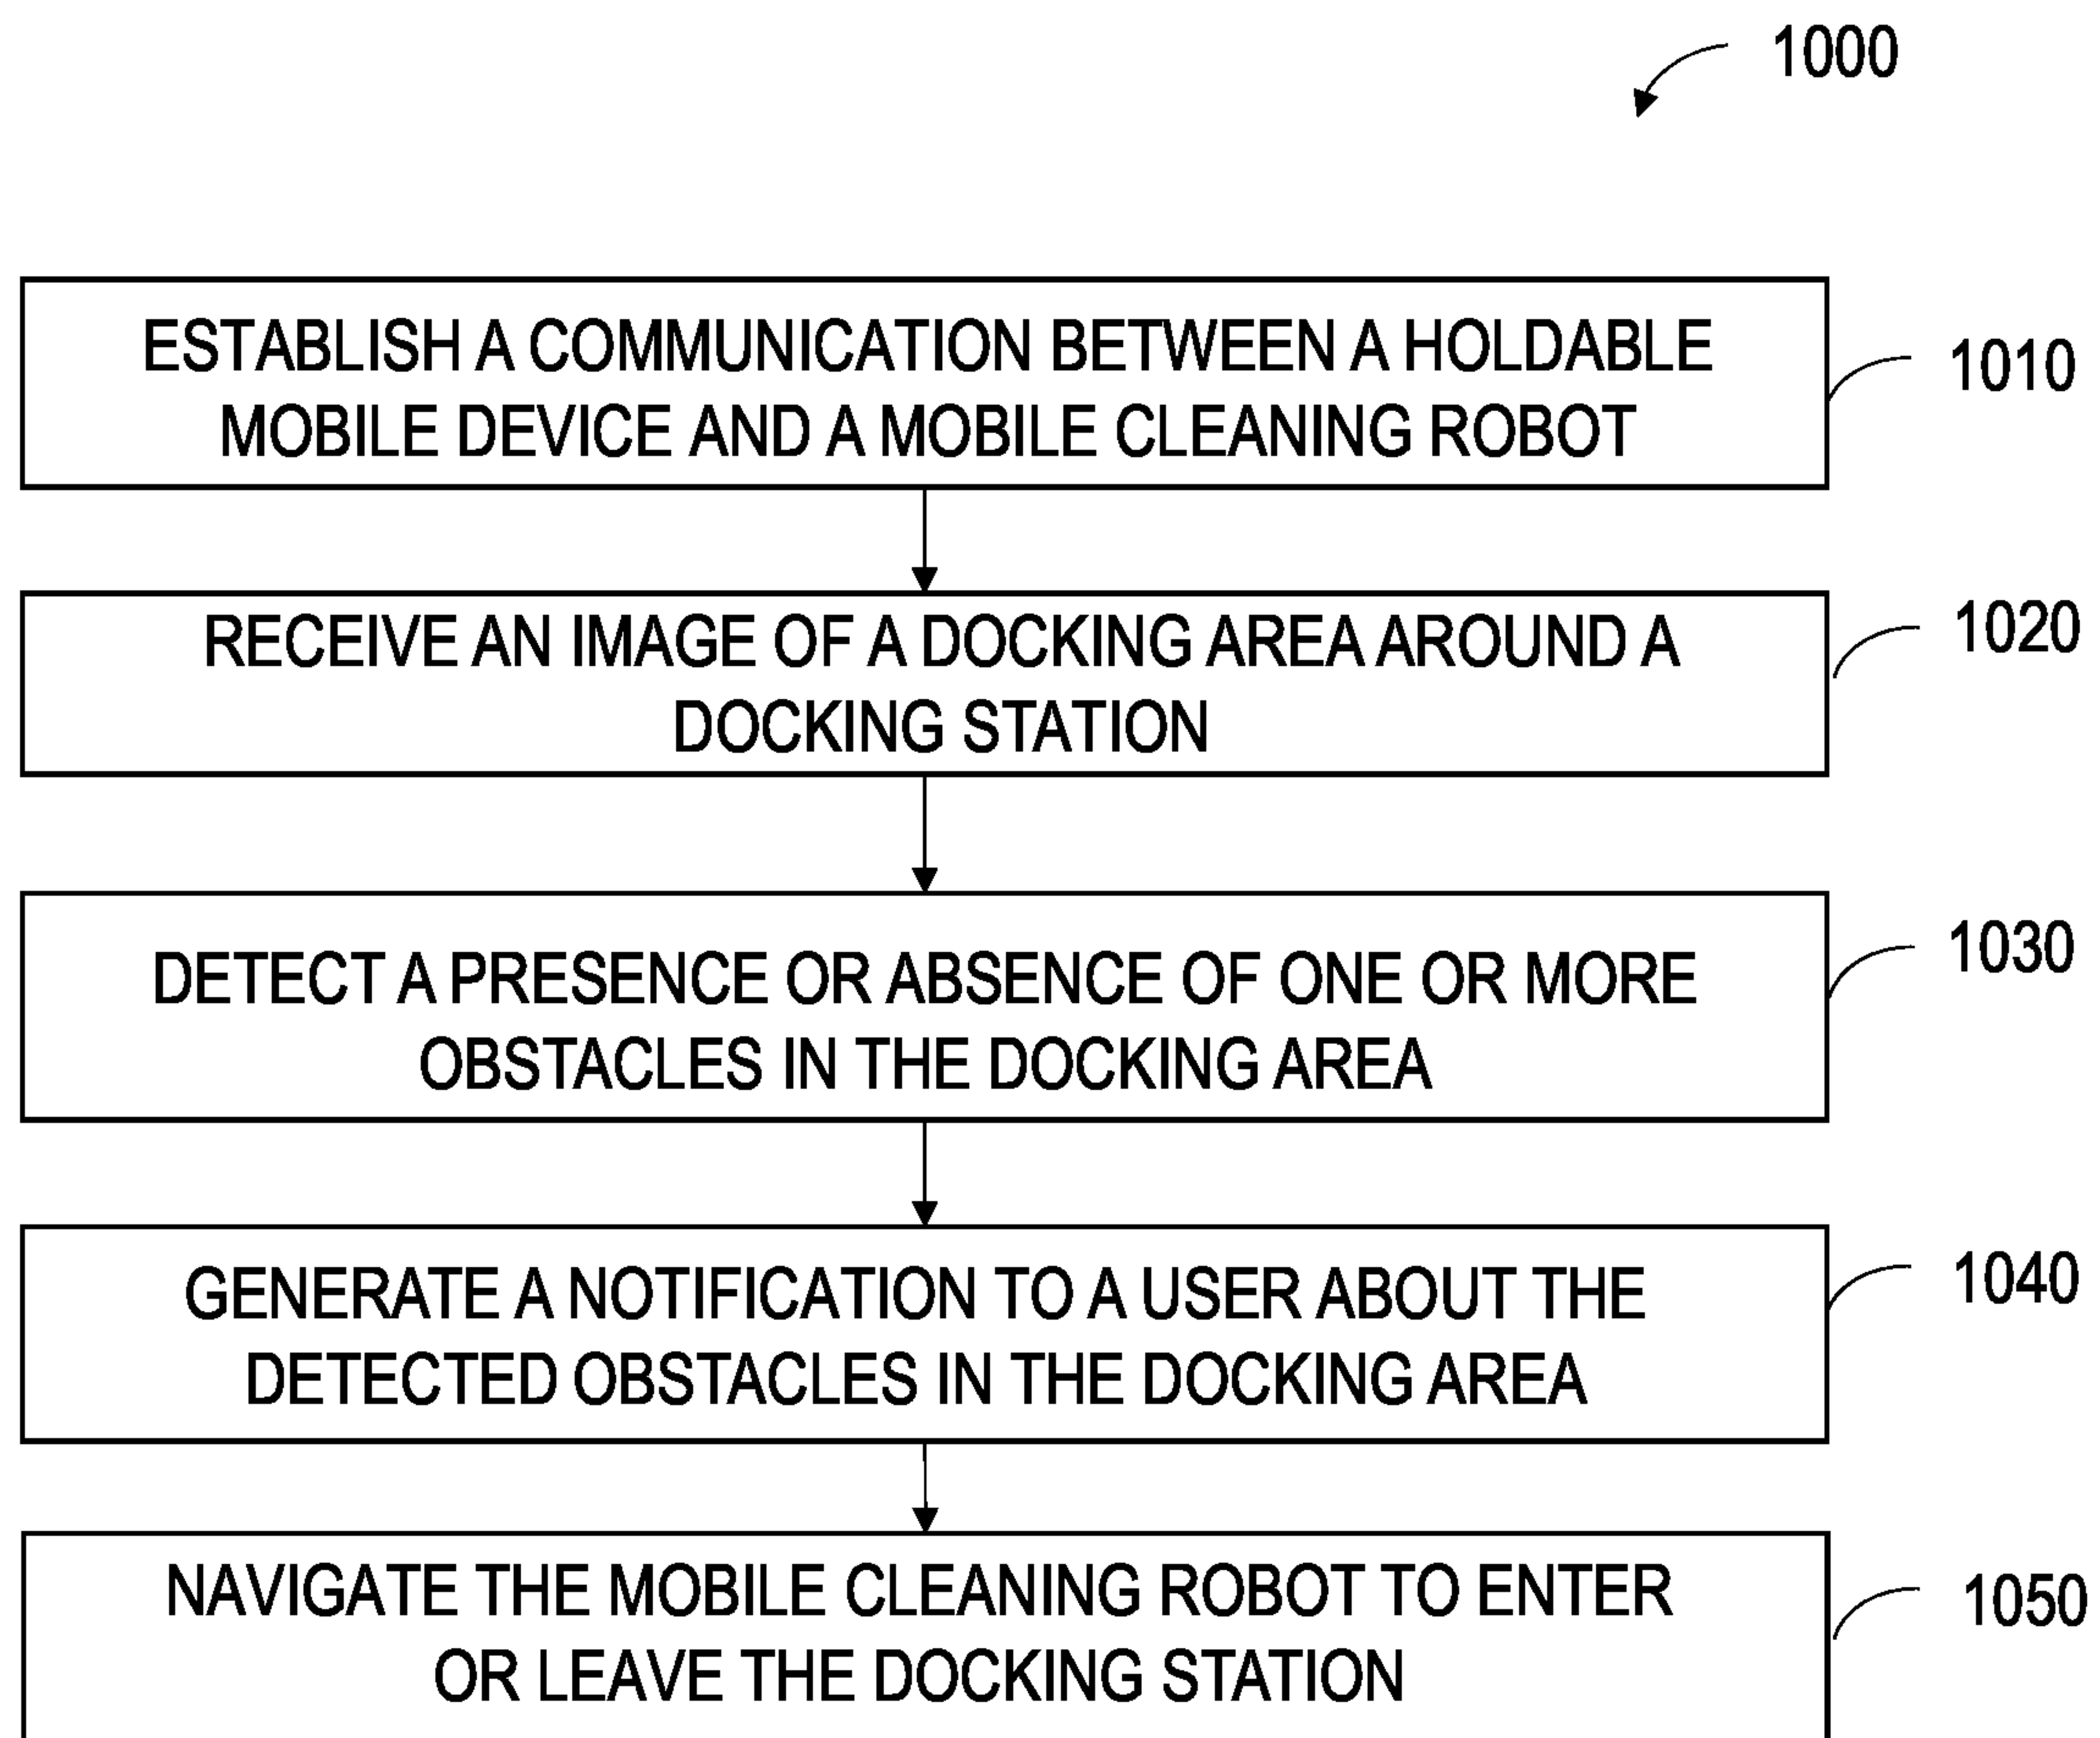 1000
ESTABLISH A COMMUNICATION BETWEEN A HOLDABLE
MOBILE DEVICE AND A MOBILE CLEANING ROBOT
1010
RECEIVE AN IMAGE OF A DOCKING AREA AROUND A
DOCKING STATION
1020
DETECT A PRESENCE OR ABSENCE OF ONE OR MORE
OBSTACLES IN THE DOCKING AREA
1030
GENERATE A NOTIFICATION TO A USER ABOUT THE
DETECTED OBSTACLES IN THE DOCKING AREA
1040
NAVIGATE THE MOBILE CLEANING ROBOT TO ENTER
OR LEAVE THE DOCKING STATION
1050